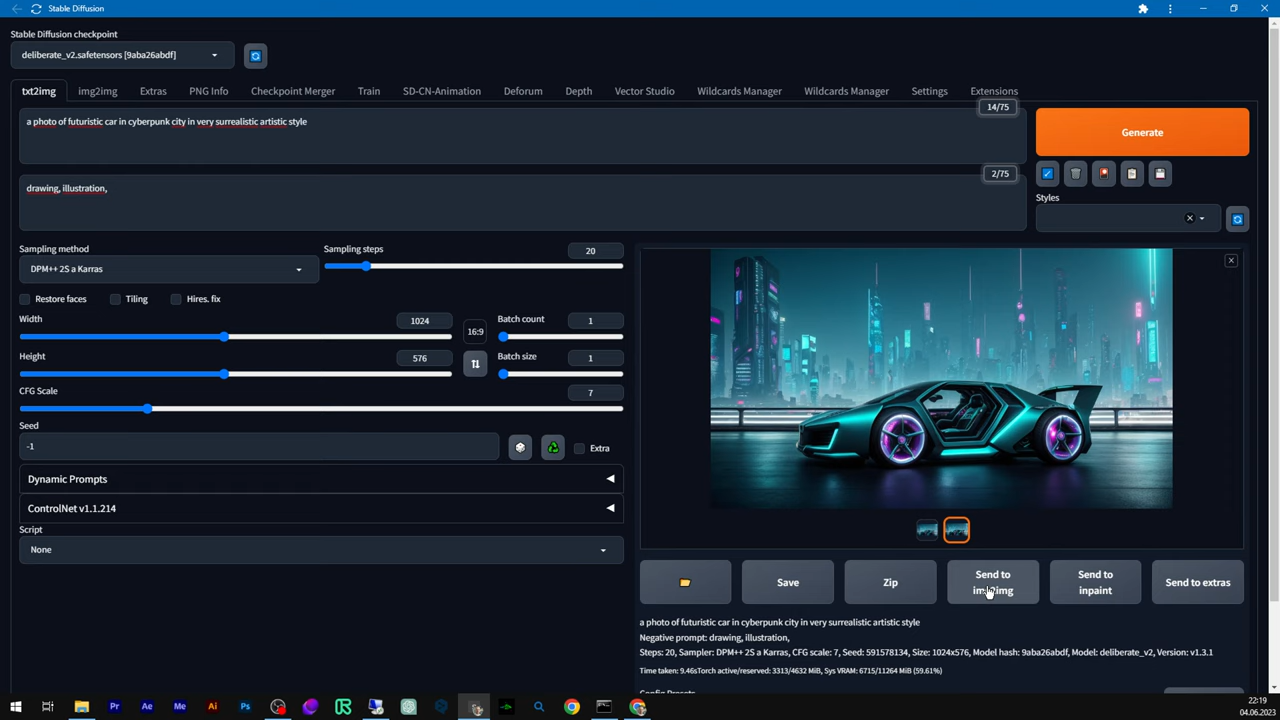 Stable Diffusion
Stable Diffusion checkpoint
deliberate_v2.safetensors [9aba26abdf]
txt2img img2img Extras PNG Info Checkpoint Merger Train SD-CN-Animation Deforum Depth Vector Studio Wildcards Manager Wildcards Manager Settings Extensions
14/75
a photo of futuristic car in cyberpunk city in very surrealistic artistic style
Generate
2/75
drawing, illustration,
Styles
Sampling method
DPM++ 2S a Karras
Sampling steps
20
Restore faces
Tiling
Hires. fix
Width
1024
16:9
Batch count
1
Height
576
Batch size
1
CFG Scale
7
Seed
-1
Extra
Dynamic Prompts
ControlNet v1.1.214
Script
None
Save
Zip
Send to
img2img
Send to
inpaint
Send to extras
a photo of futuristic car in cyberpunk city in very surrealistic artistic style
Negative prompt: drawing, illustration,
Steps: 20, Sampler: DPM++ 2S a Karras, CFG scale: 7, Seed: 591578134, Size: 1024x576, Model hash: 9aba26abdf, Model: deliberate_v2, Version: v1.3.1
Time taken: 9.46sTorch active/reserved: 3313/4632 MiB, Sys VRAM: 6715/11264 MiB (59.61%)
Config Presets
Pr Ae Me Ai Ps
22:19
04.06.2023